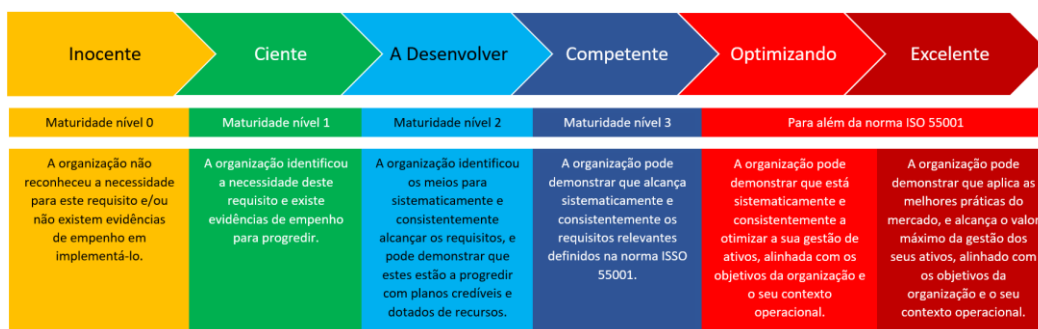 Inocente
Ciente
A Desenvolver
Competente
Optimizando
Excelente
Maturidade nível 0
Maturidade nível 1
Maturidade nível 2
Maturidade nível 3
Para além da norma ISO 55001
A organização não
reconheceu a necessidade
para este requisito e/ou
não existem evidências
de empenho em
implementá-lo.
A organização identificou
a necessidade deste
requisito e existe
evidências de empenho
para progredir.
A organização identificou
os meios para
sistematicamente e
consistentemente
alcançar os requisitos, e
pode demonstrar que
estes estão a progredir
com planos credíveis e
dotados de recursos.
A organização pode
demonstrar que alcança
sistematicamente e
consistentemente os
requisitos relevantes
definidos na norma ISSO
55001.
A organização pode
demonstrar que está
sistematicamente e
consistentemente a
otimizar a sua gestão de
ativos, alinhada com os
objetivos da organização e
o seu contexto
operacional.
A organização pode
demonstrar que aplica as
melhores práticas do
mercado, e alcança o valor
máximo da gestão dos
seus ativos, alinhado com
os objetivos da
organização e o seu
contexto operacional.